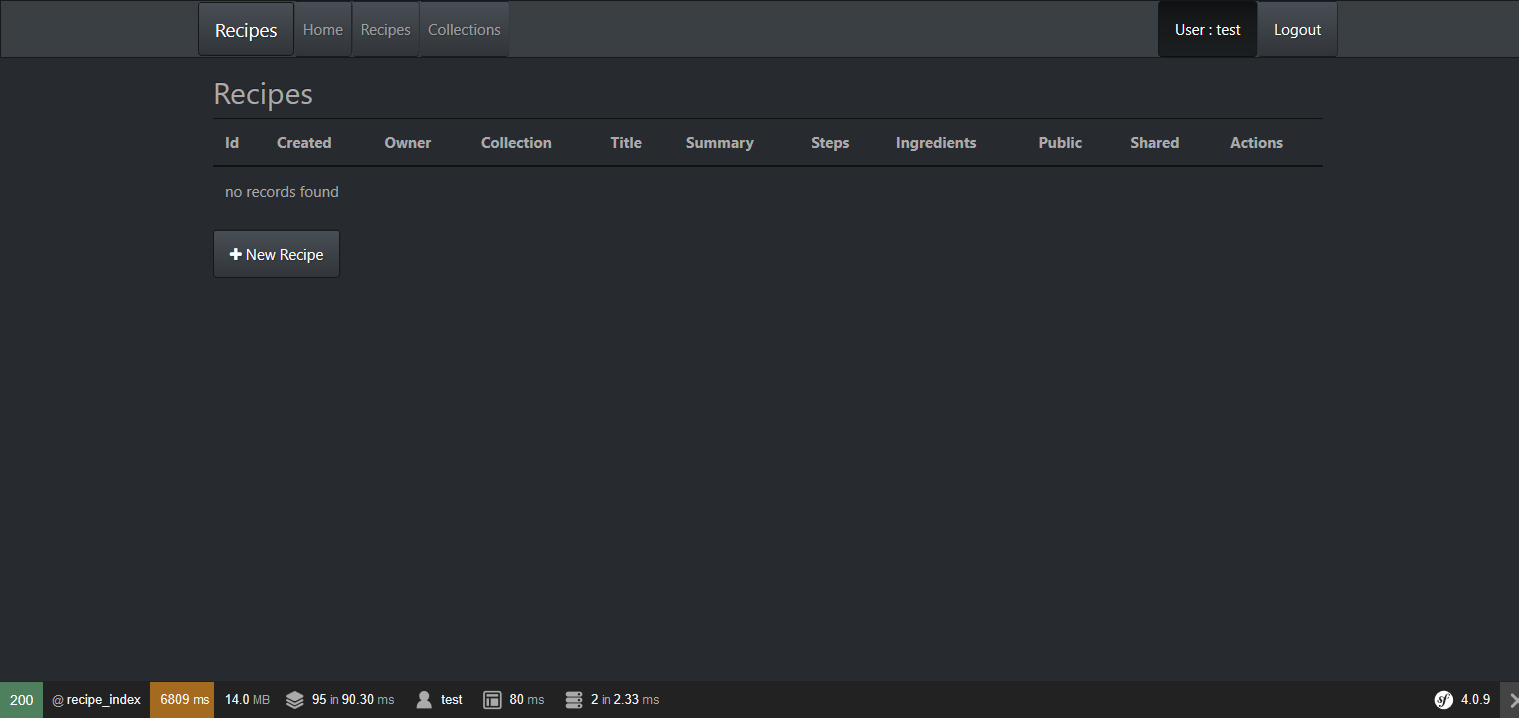 Recipes Home Recipes Collections User : test Logout
Recipes
Id Created Owner Collection Title Summary Steps Ingredients Public Shared Actions
no records found
New Recipe
200 @ recipe_index 6809 ms 14.0 MB 95 in 90.30 ms test 80 ms 2 in 2.33 ms sf 4.0.9